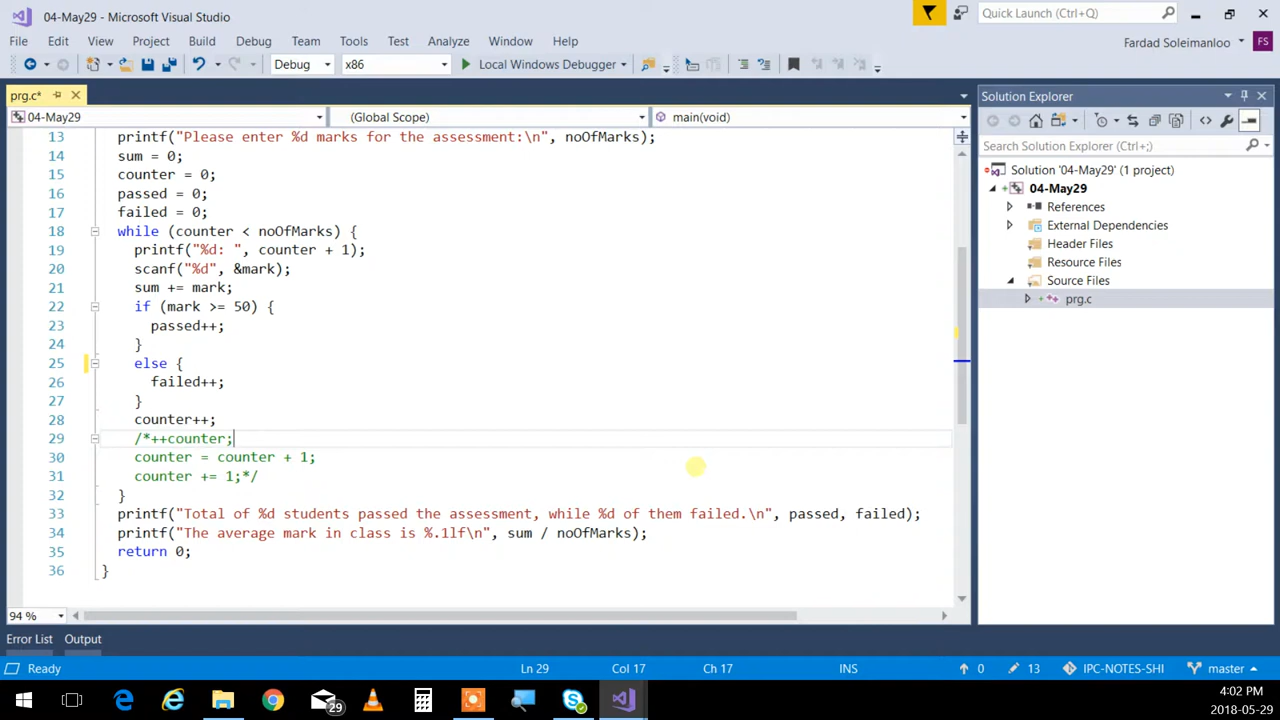 04-May29 - Microsoft Visual Studio
Quick Launch (Ctrl+Q)
File Edit View Project Build Debug Team Tools Test Analyze Window Help
Fardad Soleimanloo FS
Debug x86 Local Windows Debugger
prg.c*
04-May29 (Global Scope) main(void)
13 printf("Please enter %d marks for the assessment:\n", noOfMarks);
14 sum = 0;
15 counter = 0;
16 passed = 0;
17 failed = 0;
18 while (counter < noOfMarks) {
19 printf("%d: ", counter + 1);
20 scanf("%d", &mark);
21 sum += mark;
22 if (mark >= 50) {
23 passed++;
24 }
25 else {
26 failed++;
27 }
28 counter++;
29 /*++counter;
30 counter = counter + 1;
31 counter += 1;*/
32 }
33 printf("Total of %d students passed the assessment, while %d of them failed.\n", passed, failed);
34 printf("The average mark in class is %.1lf\n", sum / noOfMarks);
35 return 0;
36 }
94 %
Solution Explorer
Search Solution Explorer (Ctrl+;)
Solution '04-May29' (1 project)
04-May29
References
External Dependencies
Header Files
Resource Files
Source Files
prg.c
Error List Output
Ready Ln 29 Col 17 Ch 17 INS 0 13 IPC-NOTES-SHI master
29
4:02 PM
2018-05-29